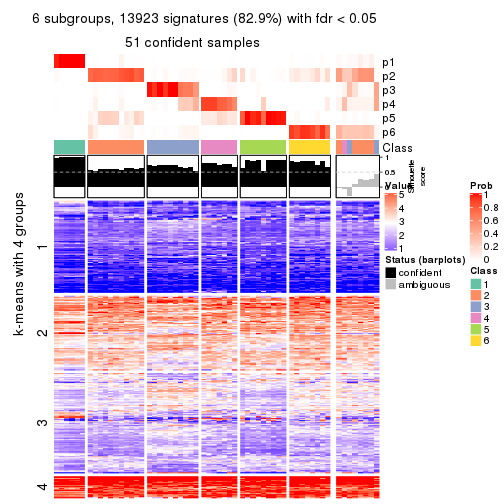 6 subgroups, 13923 signatures (82.9%) with fdr < 0.05
51 confident samples
p1
p2
p3
p4
p5
p6
Class
1
0.5
0
Silhouette
score
k-means with 4 groups
1
2
3
4
Value
5
4
3
2
1
Status (barplots)
confident
ambiguous
Prob
1
0.8
0.6
0.4
0.2
0
Class
1
2
3
4
5
6